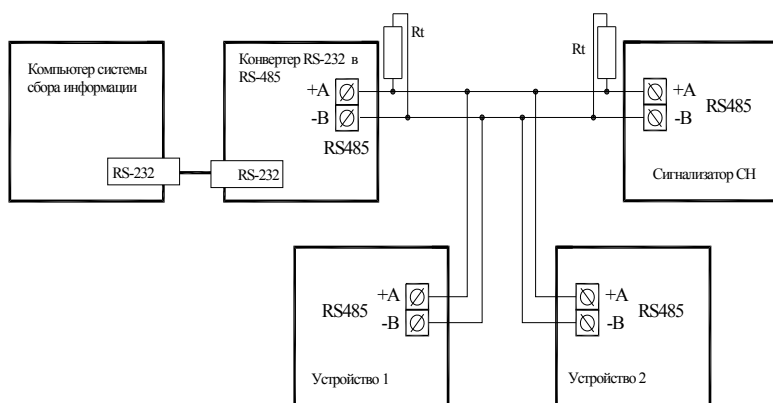 Rt
Rt
Компьютер системы
сбора информации
Конвертер RS-232 в
RS-485
+A
-B
RS485
RS-232
RS-232
+A
-B
RS485
Сигнализатор СН
RS485
+A
-B
Устройство 1
+A
-B
RS485
Устройство 2